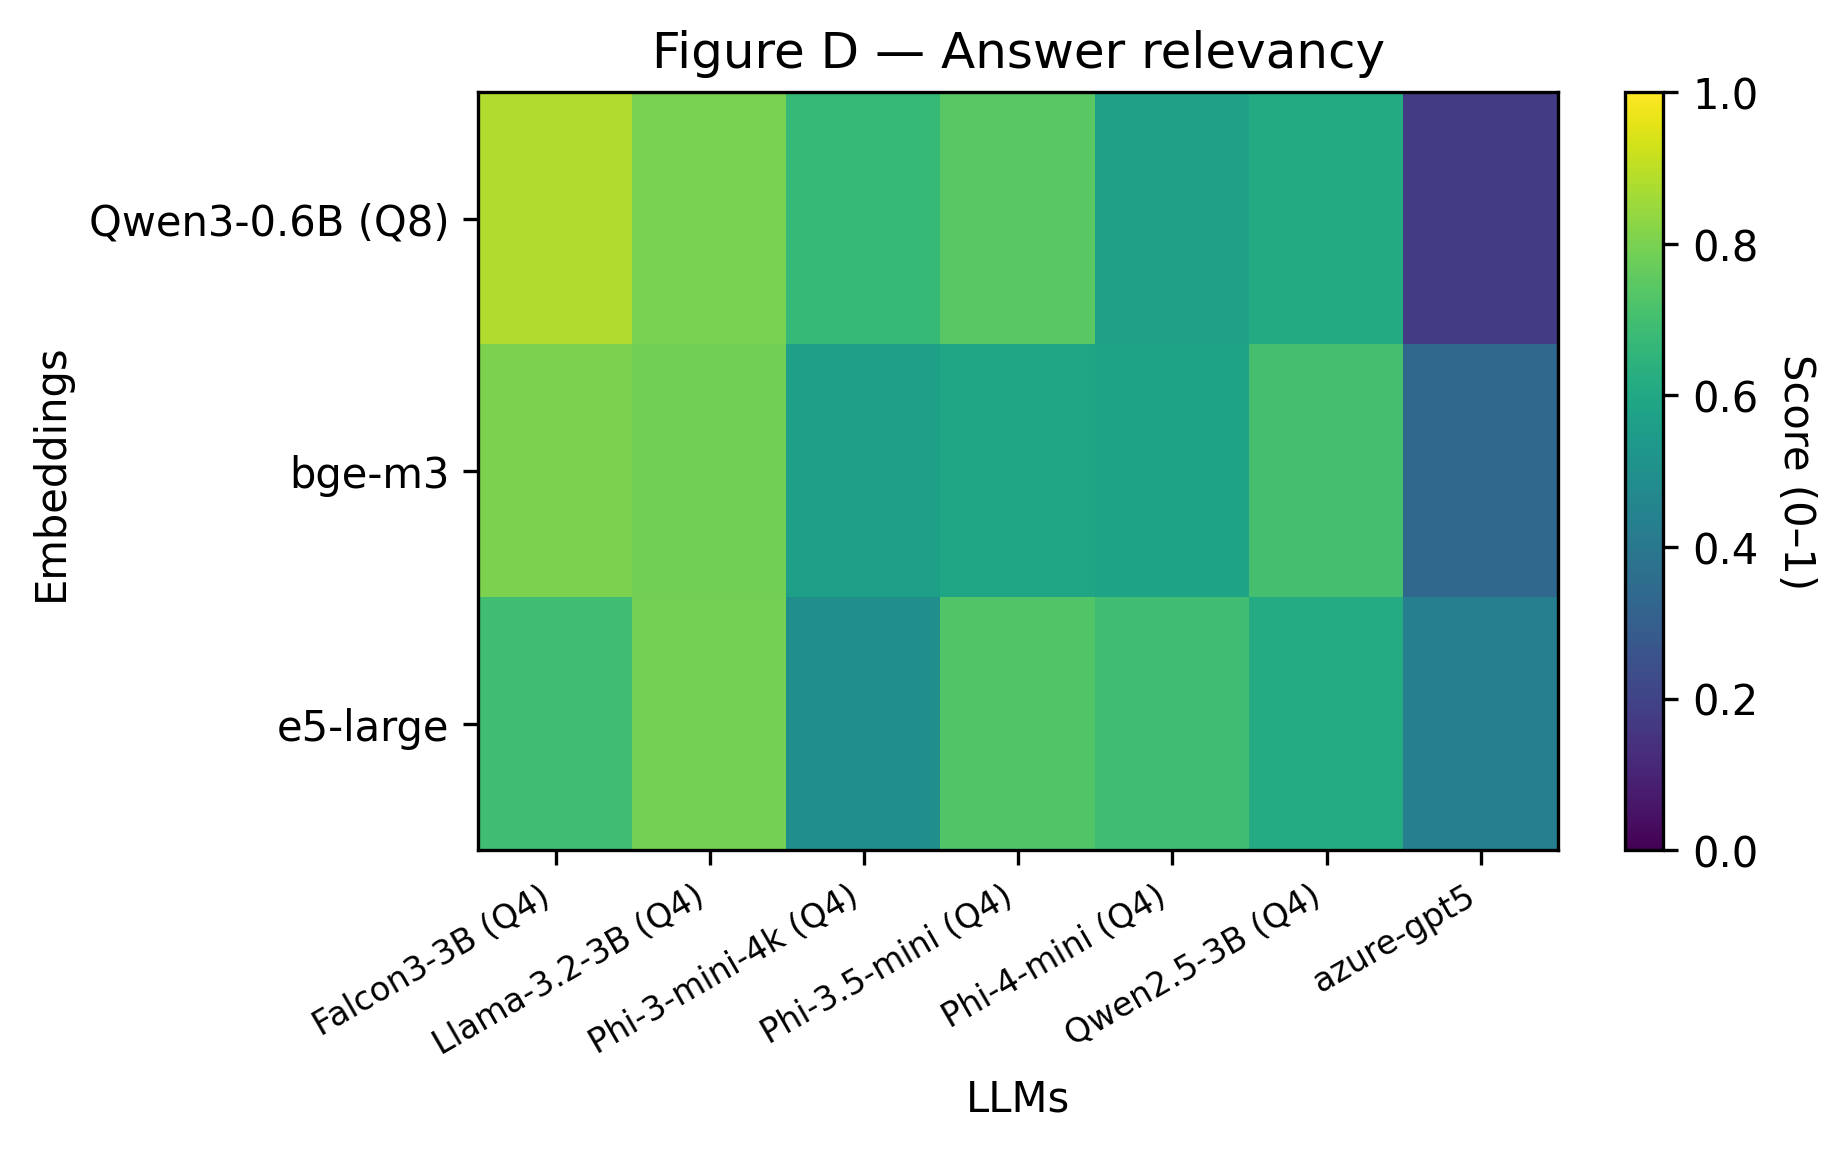 Figure D — Answer relevancy
Embeddings
Qwen3-0.6B (Q8)
bge-m3
e5-large
Falcon3-3B (Q4)
Llama-3.2-3B (Q4)
Phi-3-mini-4k (Q4)
Phi-3.5-mini (Q4)
Phi-4-mini (Q4)
Qwen2.5-3B (Q4)
azure-gpt5
LLMs
1.0
0.8
0.6
0.4
0.2
0.0
Score (0–1)